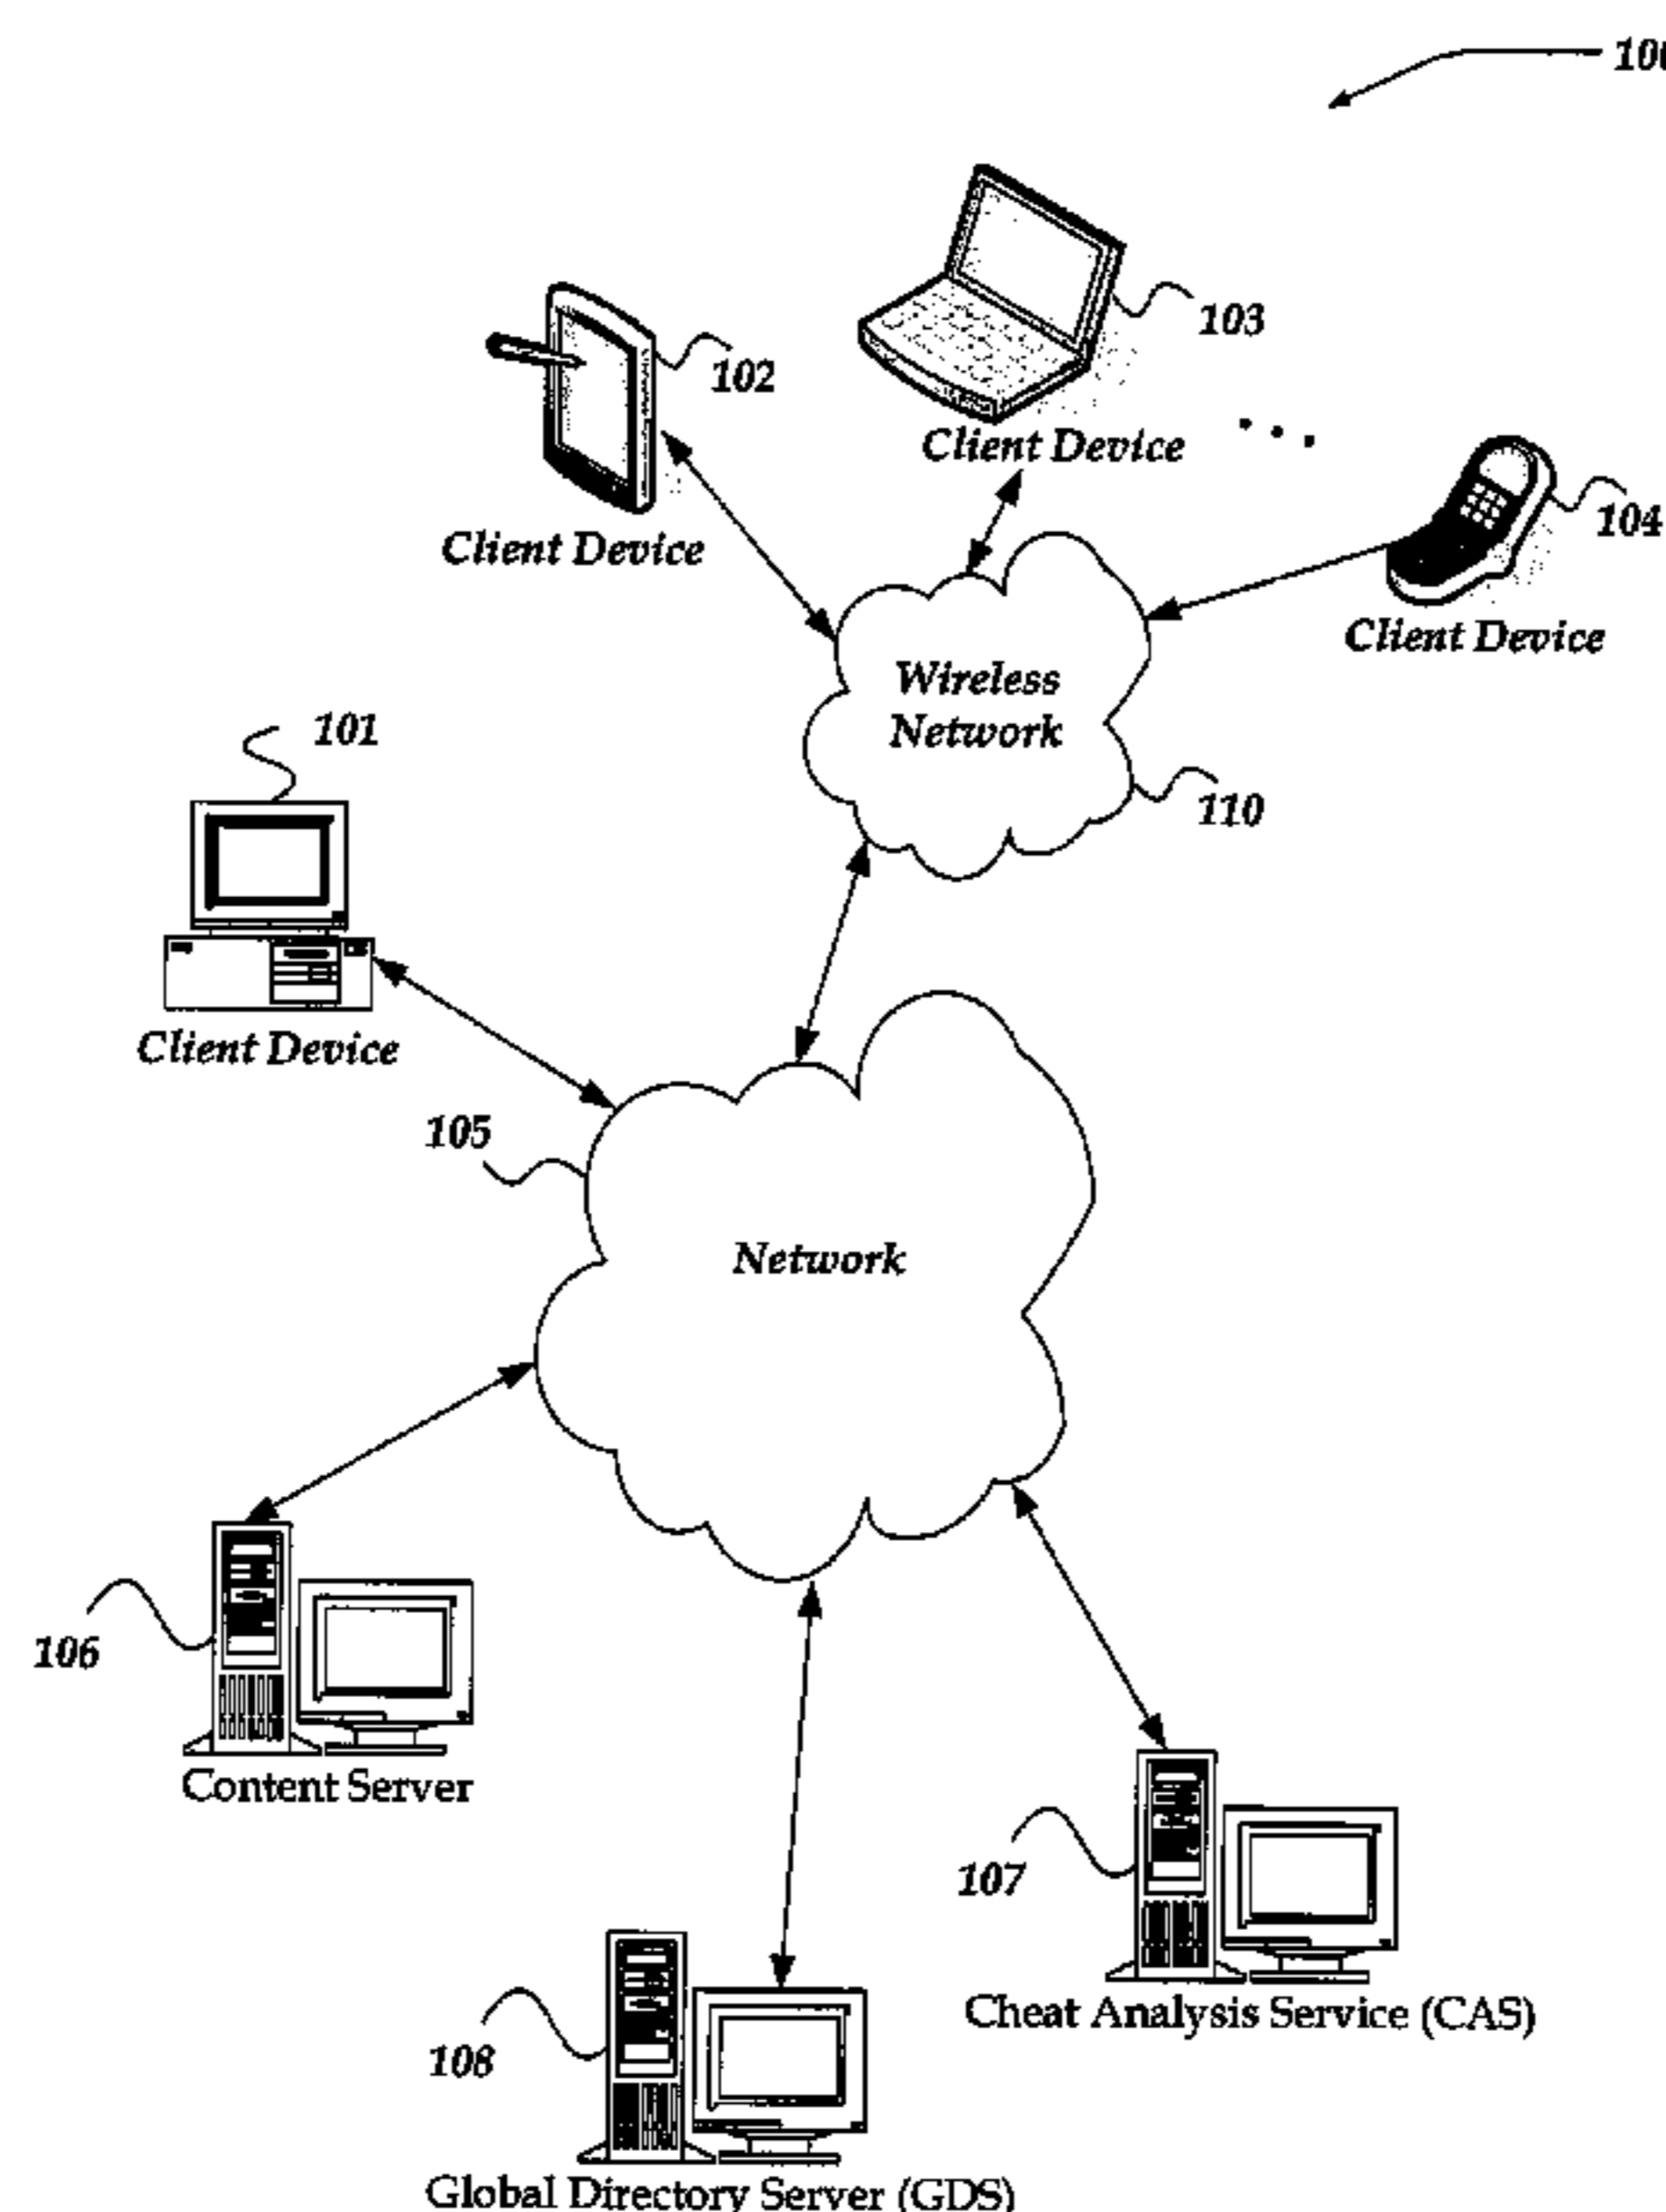 100
103
102
Client Device
104
Client Device
Client Device
Wireless
Network
101
110
Client Device
105
Network
106
Content Server
107
Cheat Analysis Service (CAS)
108
Global Directory Server (GDS)